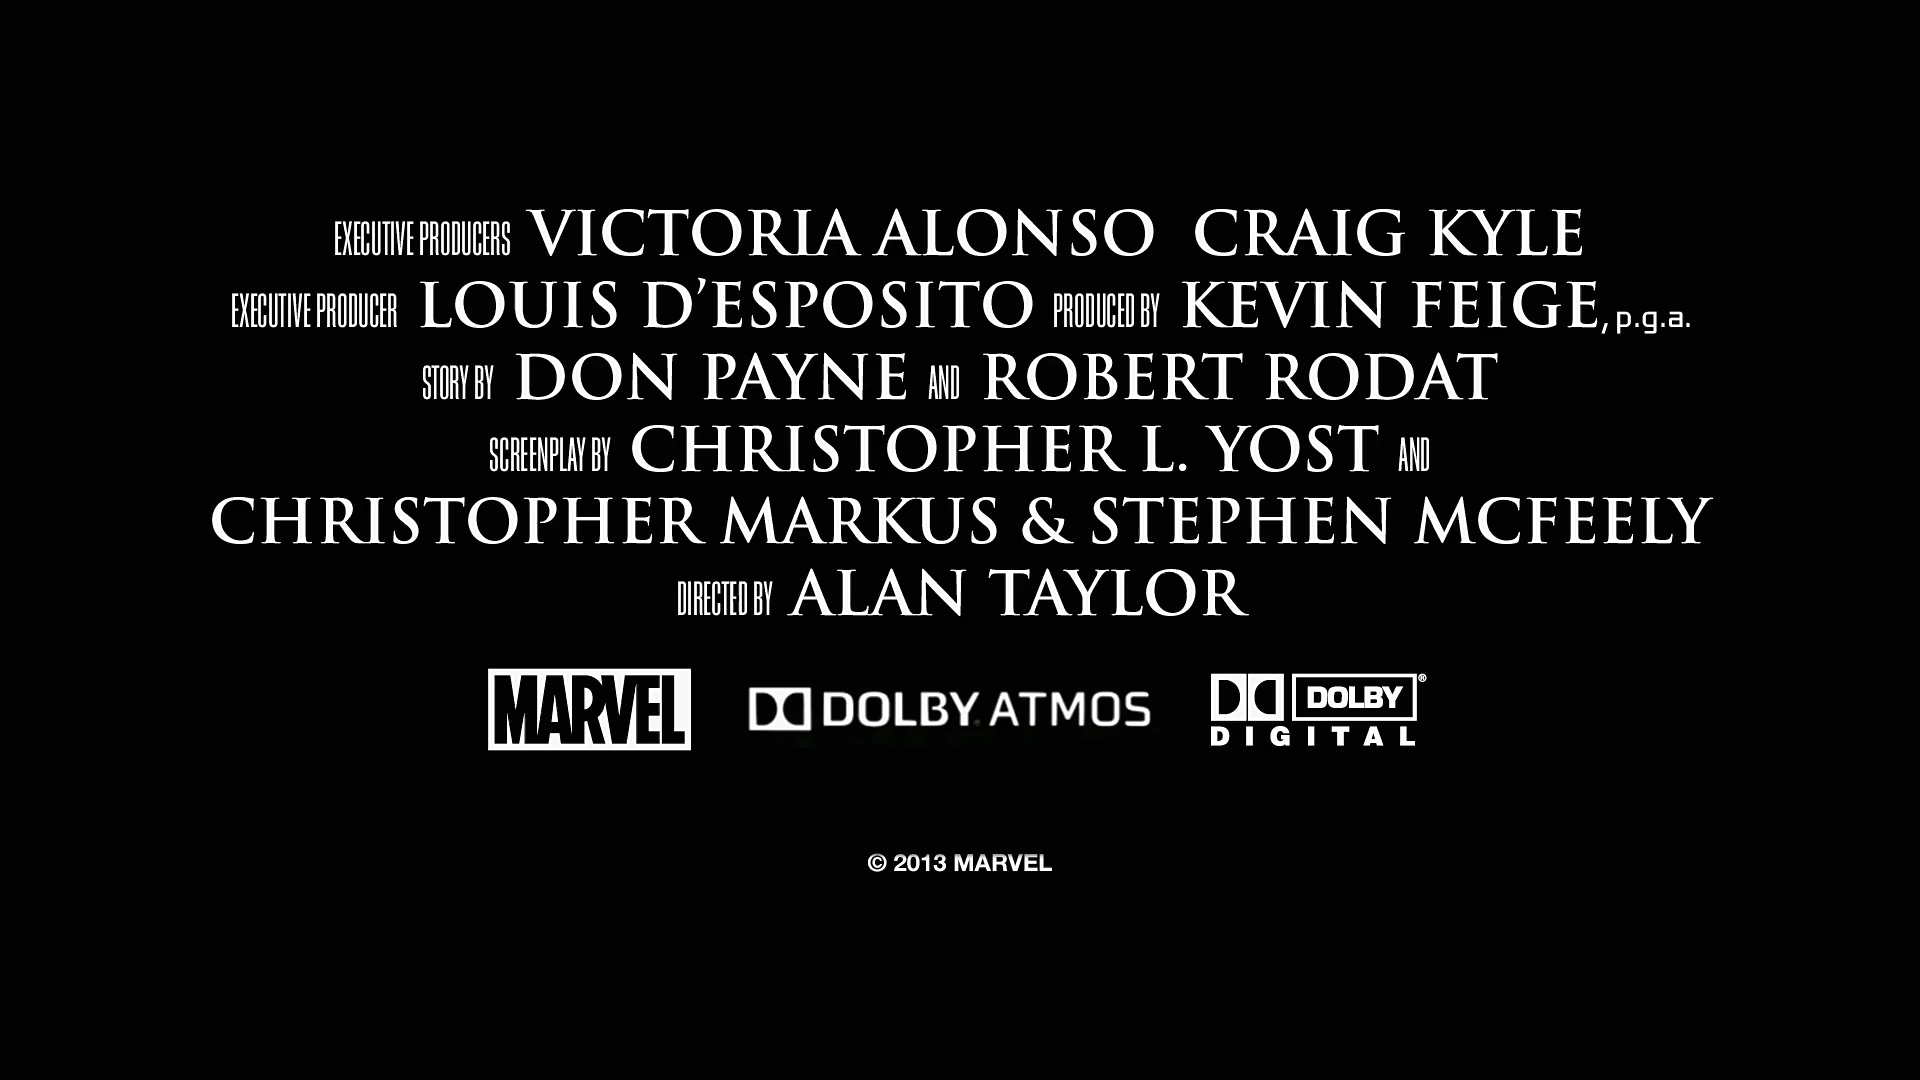 EXECUTIVE PRODUCERS VICTORIA ALONSO CRAIG KYLE
EXECUTIVE PRODUCER LOUIS D’ESPOSITO PRODUCED BY KEVIN FEIGE, p.g.a.
STORY BY DON PAYNE AND ROBERT RODAT
SCREENPLAY BY CHRISTOPHER L. YOST AND
CHRISTOPHER MARKUS & STEPHEN MCFEELY
DIRECTED BY ALAN TAYLOR
MARVEL DOLBY ATMOS DOLBY® DIGITAL
© 2013 MARVEL